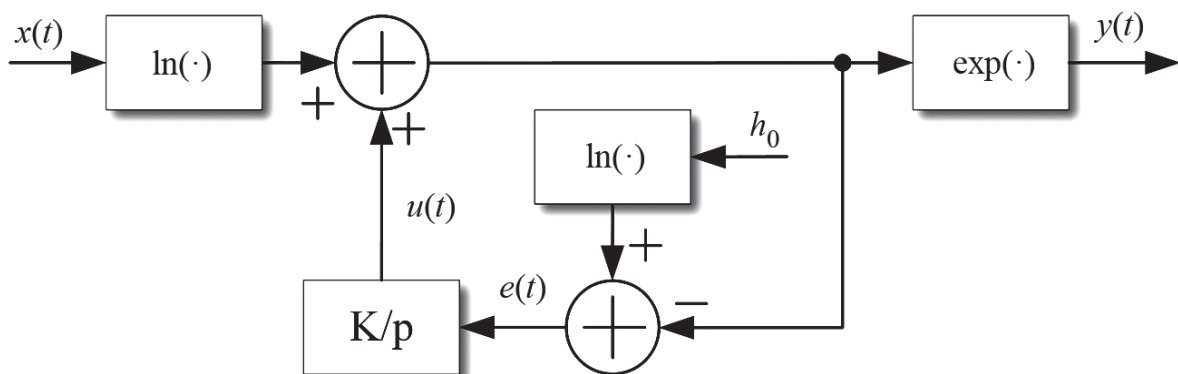 x(t)
ln(·)
+
+
exp(·)
y(t)
ln(·)
h₀
u(t)
+
e(t)
−
K/p